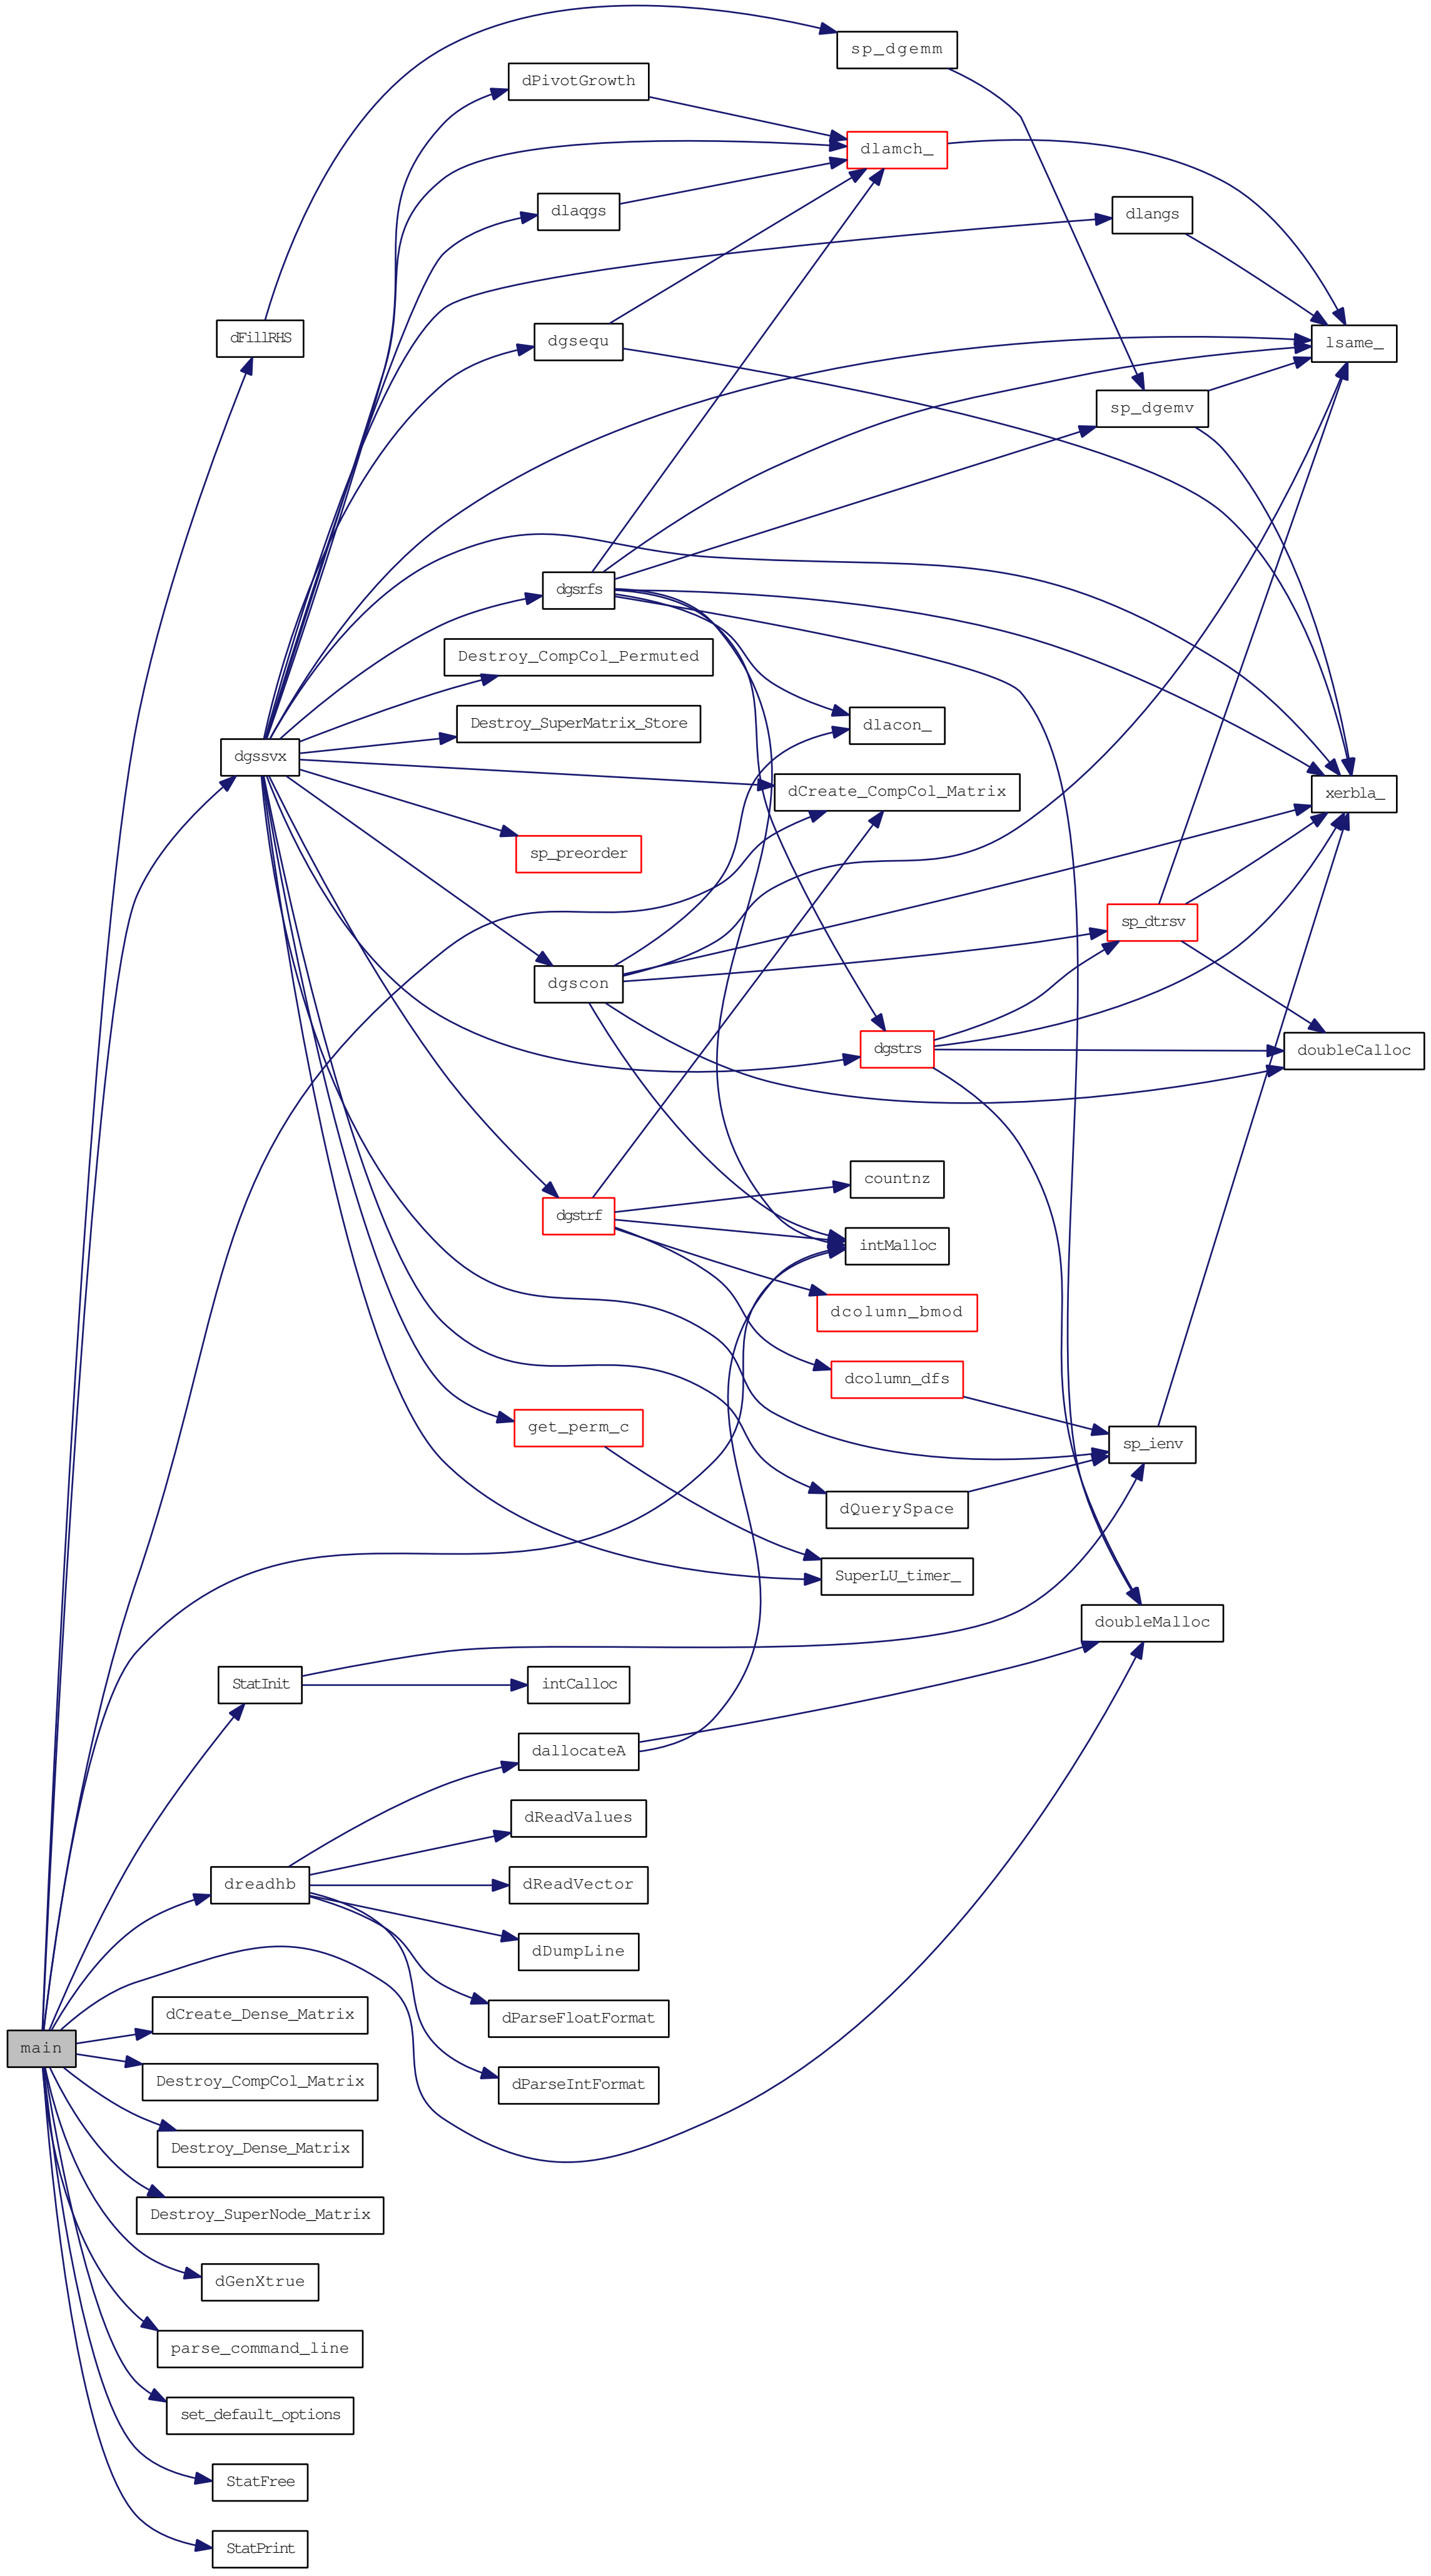 sp_dgemm
dPivotGrowth
dlamch_
dlaqgs
dlangs
dFillRHS
dgsequ
lsame_
sp_dgemv
dgsrfs
Destroy_CompCol_Permuted
Destroy_SuperMatrix_Store
dlacon_
dgssvx
dCreate_CompCol_Matrix
xerbla_
sp_preorder
sp_dtrsv
dgscon
dgstrs
doubleCalloc
countnz
dgstrf
intMalloc
dcolumn_bmod
dcolumn_dfs
get_perm_c
sp_ienv
dQuerySpace
SuperLU_timer_
doubleMalloc
StatInit
intCalloc
dallocateA
dReadValues
dreadhb
dReadVector
dDumpLine
dCreate_Dense_Matrix
dParseFloatFormat
main
Destroy_CompCol_Matrix
dParseIntFormat
Destroy_Dense_Matrix
Destroy_SuperNode_Matrix
dGenXtrue
parse_command_line
set_default_options
StatFree
StatPrint